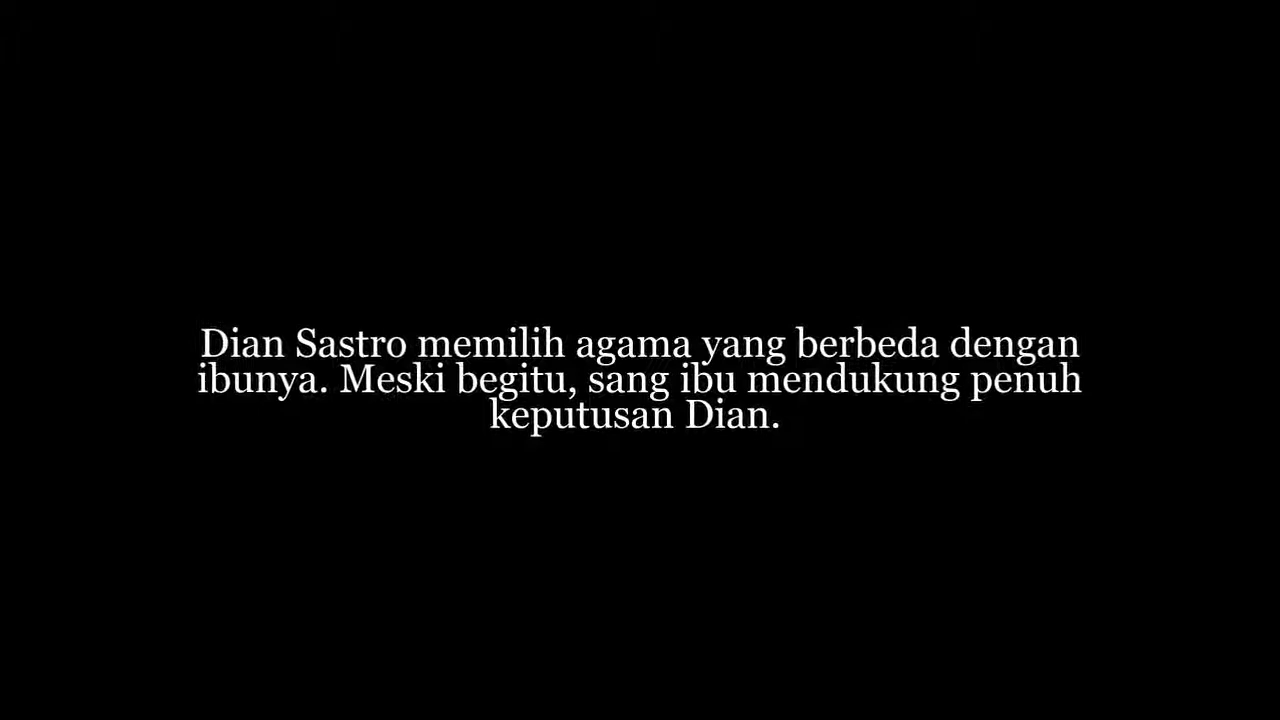 Dian Sastro memilih agama yang berbeda dengan
ibunya. Meski begitu, sang ibu mendukung penuh
keputusan Dian.